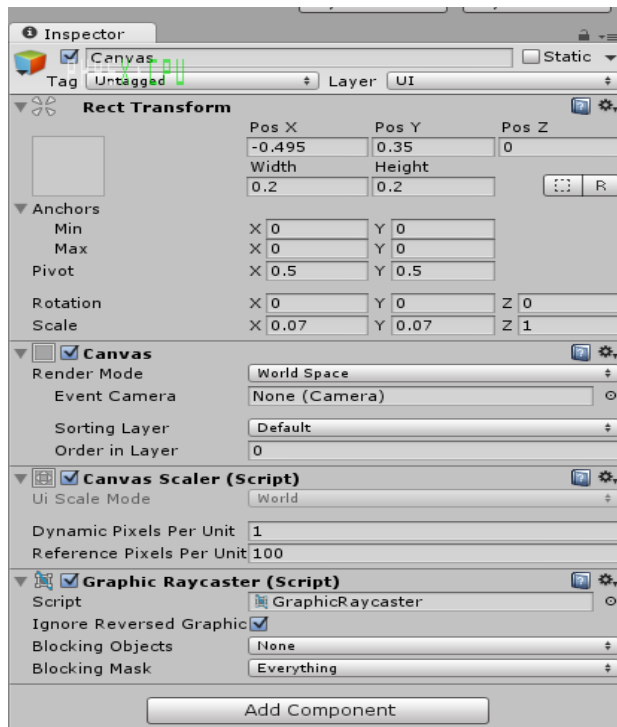 Inspector
Canvas
Static
Tag Untagged Layer UI
Rect Transform
Pos X Pos Y Pos Z
-0.495 0.35 0
Width Height
0.2 0.2
R
Anchors
Min X 0 Y 0
Max X 0 Y 0
Pivot X 0.5 Y 0.5
Rotation X 0 Y 0 Z 0
Scale X 0.07 Y 0.07 Z 1
Canvas
Render Mode World Space
Event Camera None (Camera)
Sorting Layer Default
Order in Layer 0
Canvas Scaler (Script)
Ui Scale Mode World
Dynamic Pixels Per Unit 1
Reference Pixels Per Unit 100
Graphic Raycaster (Script)
Script GraphicRaycaster
Ignore Reversed Graphic
Blocking Objects None
Blocking Mask Everything
Add Component